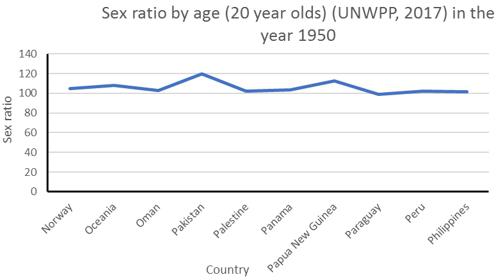 Sex ratio by age (20 year olds) (UNWPP, 2017) in the
year 1950
140
120
100
80
60
40
20
0
Sex ratio
Norway
Oceania
Oman
Pakistan
Palestine
Panama
Papua New Guinea
Paraguay
Peru
Philippines
Country